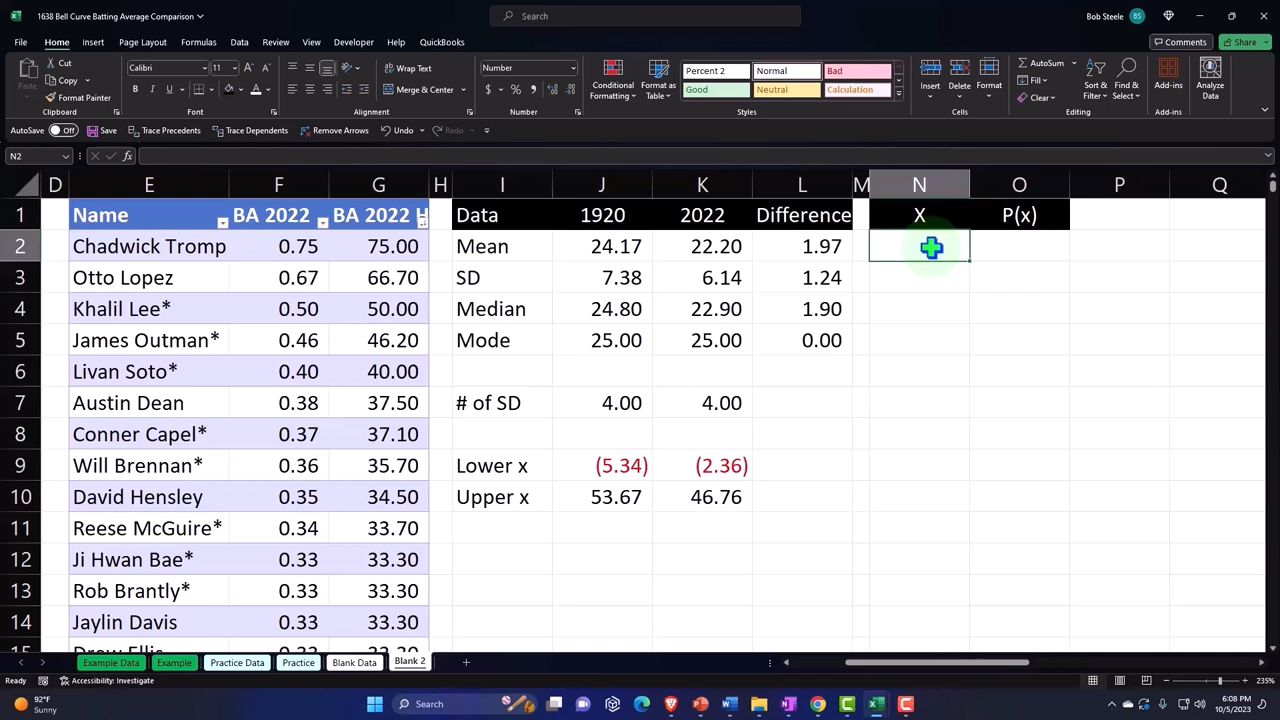 1638 Bell Curve Batting Average Comparison
Search
Bob Steele BS
File Home Insert Page Layout Formulas Data Review View Developer Help QuickBooks Comments Share
Cut
Copy
Format Painter
Paste
Clipboard
Calibri 11
Font
Wrap Text
Merge & Center
Alignment
Number
Number
Conditional Formatting
Format as Table
Percent 2 Normal Bad
Good Neutral Calculation
Styles
Insert Delete Format
Cells
AutoSum
Fill
Clear
Sort & Filter
Find & Select
Editing
Add-ins
Add-ins
Analyze Data
AutoSave Off Save Trace Precedents Trace Dependents Remove Arrows Undo Redo
N2 fx
D E F G H I J K L M N O P Q
1 Name BA 2022 BA 2022 H Data 1920 2022 Difference X P(x)
2 Chadwick Tromp 0.75 75.00 Mean 24.17 22.20 1.97
3 Otto Lopez 0.67 66.70 SD 7.38 6.14 1.24
4 Khalil Lee* 0.50 50.00 Median 24.80 22.90 1.90
5 James Outman* 0.46 46.20 Mode 25.00 25.00 0.00
6 Livan Soto* 0.40 40.00
7 Austin Dean 0.38 37.50 # of SD 4.00 4.00
8 Conner Capel* 0.37 37.10
9 Will Brennan* 0.36 35.70 Lower x (5.34) (2.36)
10 David Hensley 0.35 34.50 Upper x 53.67 46.76
11 Reese McGuire* 0.34 33.70
12 Ji Hwan Bae* 0.33 33.30
13 Rob Brantly* 0.33 33.30
14 Jaylin Davis 0.33 33.30
15 Drew Ellis 0.33 33.30
Example Data Example Practice Data Practice Blank Data Blank 2
Ready Accessibility: Investigate 235%
92°F
Sunny
Search
6:08 PM
10/5/2023